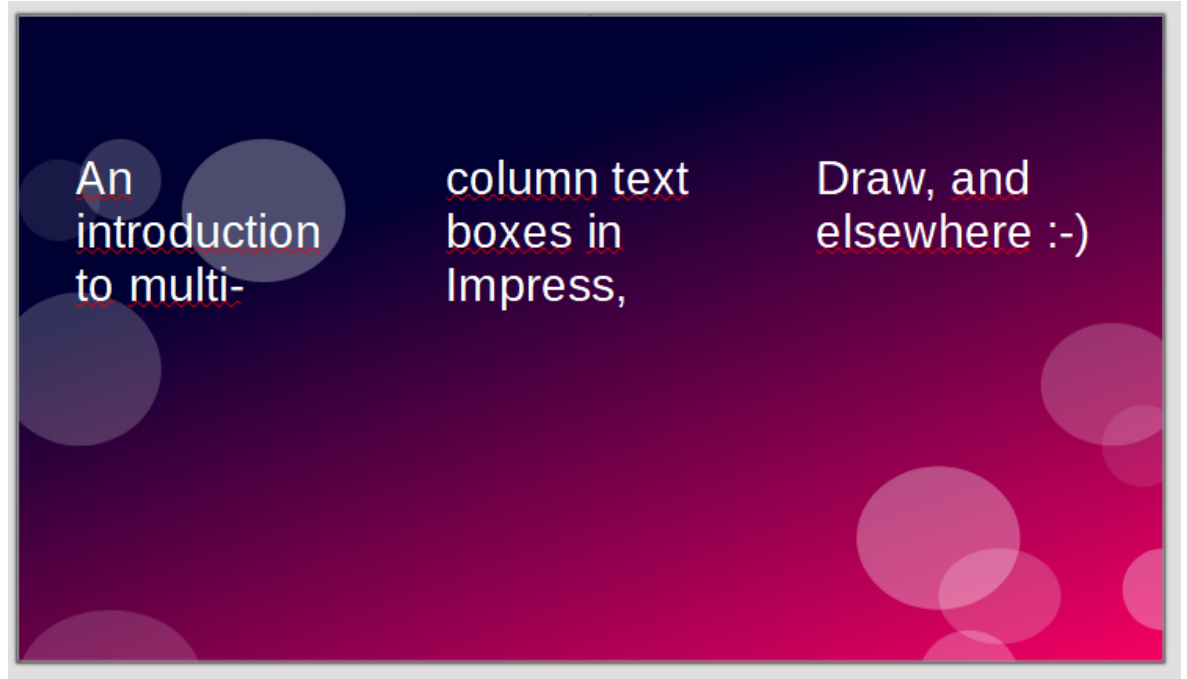 An
introduction
to multi-
column text
boxes in
Impress,
Draw, and
elsewhere :-)